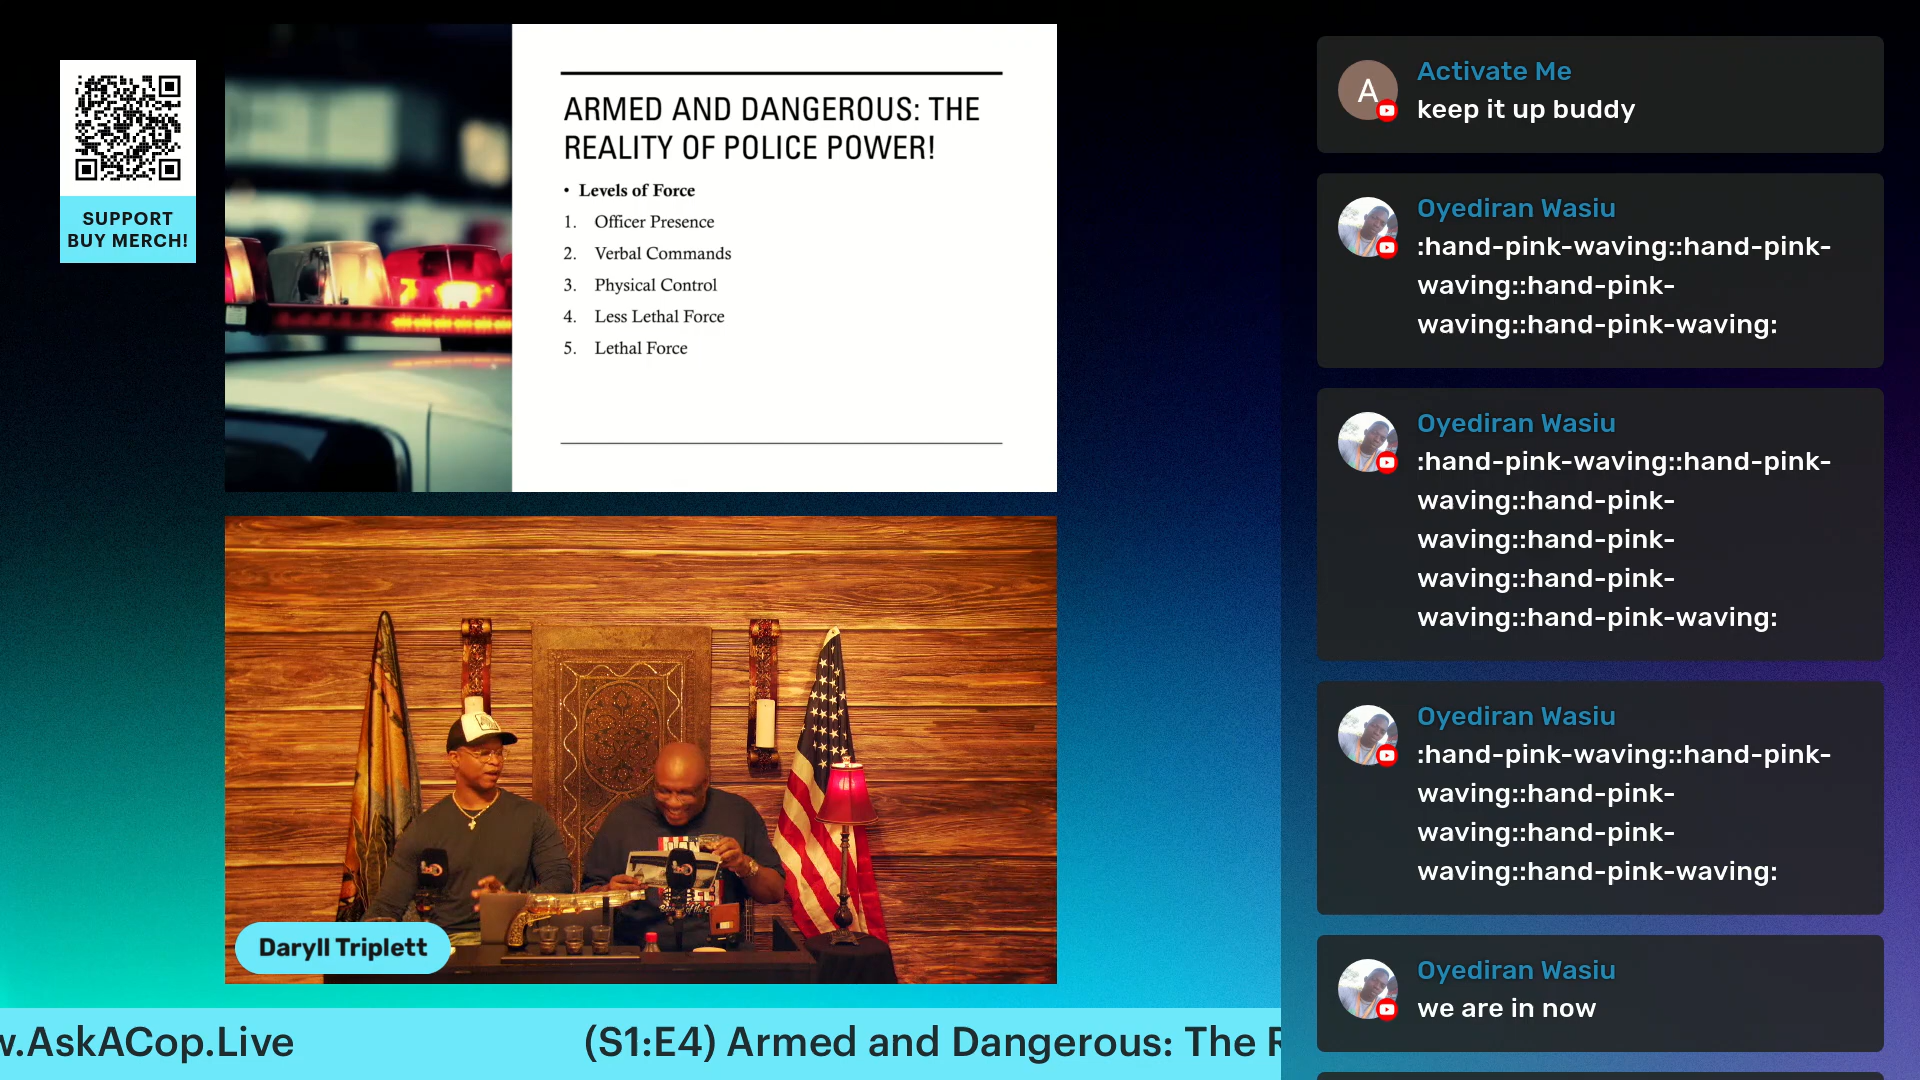 SUPPORT
BUY MERCH!
ARMED AND DANGEROUS: THE
REALITY OF POLICE POWER!
• Levels of Force
1. Officer Presence
2. Verbal Commands
3. Physical Control
4. Less Lethal Force
5. Lethal Force
Daryll Triplett
w.AskACop.Live (S1:E4) Armed and Dangerous: The R
A
Activate Me
keep it up buddy
Oyediran Wasiu
:hand-pink-waving::hand-pink-
waving::hand-pink-
waving::hand-pink-waving:
Oyediran Wasiu
:hand-pink-waving::hand-pink-
waving::hand-pink-
waving::hand-pink-
waving::hand-pink-
waving::hand-pink-waving:
Oyediran Wasiu
:hand-pink-waving::hand-pink-
waving::hand-pink-
waving::hand-pink-
waving::hand-pink-waving:
Oyediran Wasiu
we are in now